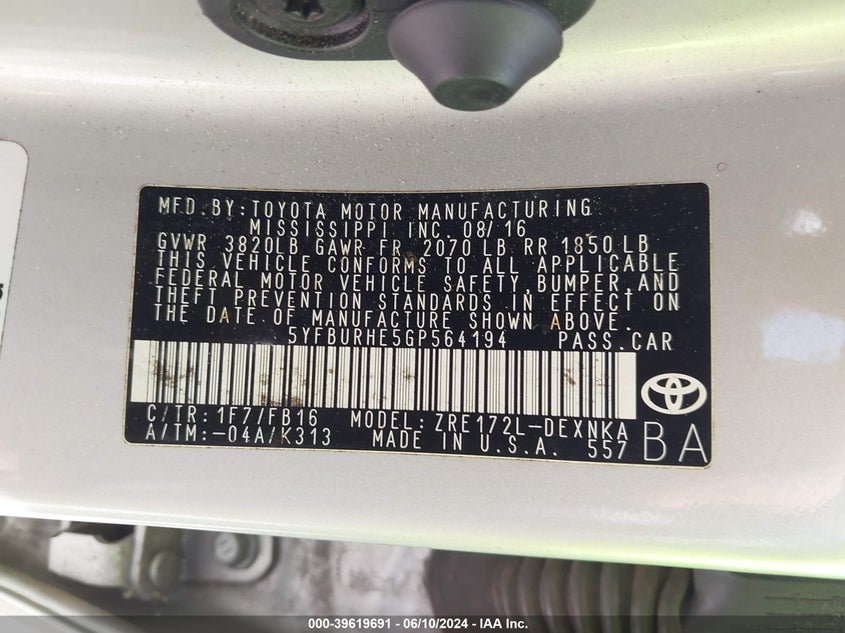 MFD. BY: TOYOTA MOTOR MANUFACTURING
MISSISSIPPI INC. 08/16
GVWR 3820LB GAWR FR 2070 LB RR 1850 LB
THIS VEHICLE CONFORMS TO ALL APPLICABLE
FEDERAL MOTOR VEHICLE SAFETY, BUMPER, AND
THEFT PREVENTION STANDARDS IN EFFECT ON
THE DATE OF MANUFACTURE SHOWN ABOVE.
5YFBURHE5GP564194 PASS. CAR
C/TR: 1F7/FB16 MODEL: ZRE172L-DEXNKA
A/TM: -04A/K313 MADE IN U.S.A. 557 BA
000-39619691 - 06/10/2024 - IAA Inc.